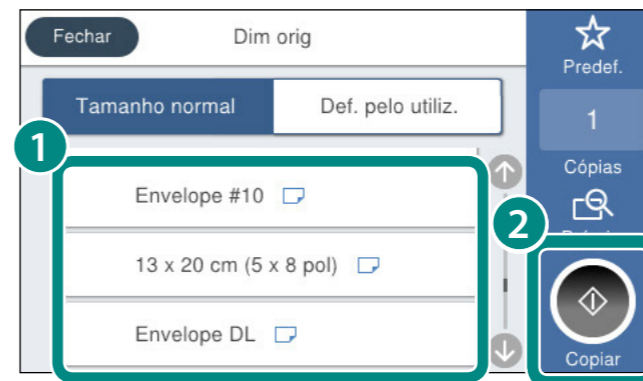 Fechar
Dim orig
Predef.
Tamanho normal
Def. pelo utiliz.
1
1
Cópias
Envelope #10
2
13 x 20 cm (5 x 8 pol)
Envelope DL
Copiar